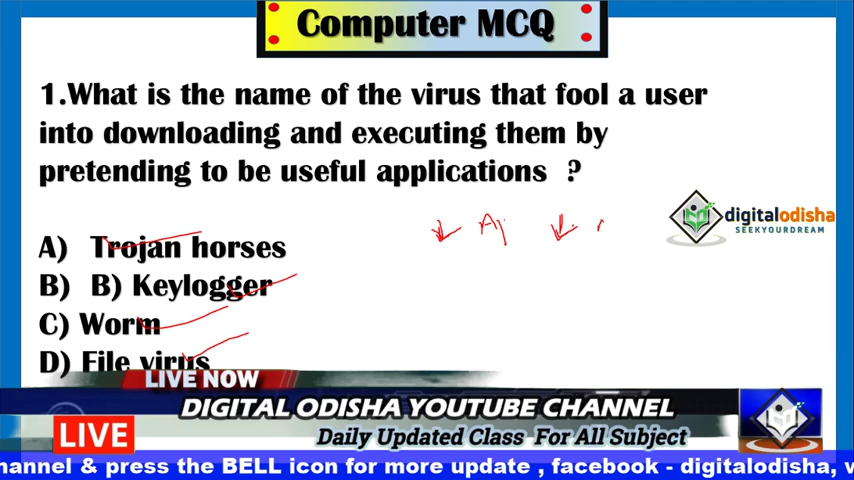 Computer MCQ
1.What is the name of the virus that fool a user
into downloading and executing them by
pretending to be useful applications ?
digitalodisha
SEEKYOURDREAM
A) Trojan horses
B) B) Keylogger
C) Worm
D) File virus
LIVE NOW
DIGITAL ODISHA YOUTUBE CHANNEL
LIVE
Daily Updated Class For All Subject
hannel & press the BELL icon for more update , facebook - digitalodisha, w